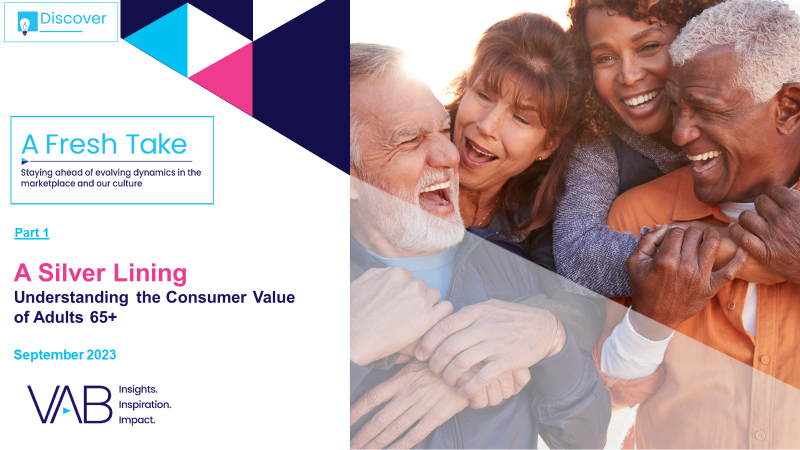 Discover
A Fresh Take
Staying ahead of evolving dynamics in the
marketplace and our culture
Part 1
A Silver Lining
Understanding the Consumer Value
of Adults 65+
September 2023
VAB
Insights.
Inspiration.
Impact.